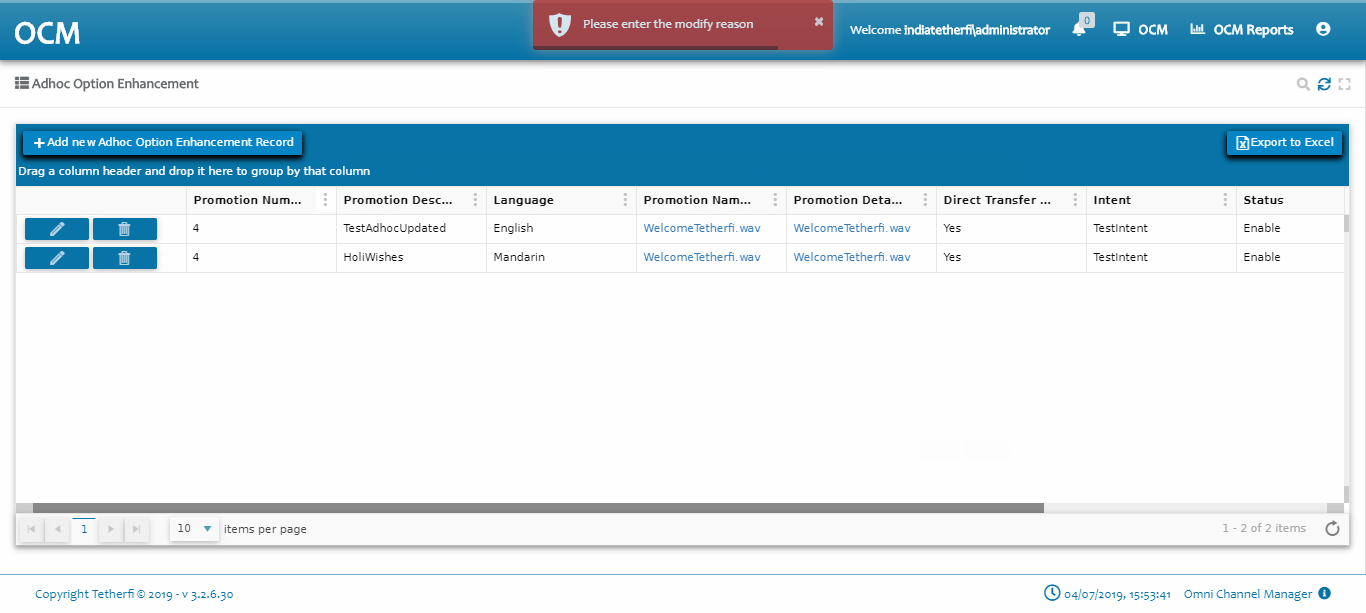 OCM
Please enter the modify reason
Welcome indiatetherfi\administrator
0
OCM
OCM Reports
Adhoc Option Enhancement
Add new Adhoc Option Enhancement Record
Export to Excel
Drag a column header and drop it here to group by that column
Promotion Num... Promotion Desc... Language Promotion Nam... Promotion Deta... Direct Transfer ... Intent Status
4 TestAdhocUpdated English WelcomeTetherfi.wav WelcomeTetherfi.wav Yes TestIntent Enable
4 HoliWishes Mandarin WelcomeTetherfi.wav WelcomeTetherfi.wav Yes TestIntent Enable
1 10 items per page 1 - 2 of 2 items
Copyright Tetherfi © 2019 - v 3.2.6.30 04/07/2019, 15:53:41 Omni Channel Manager